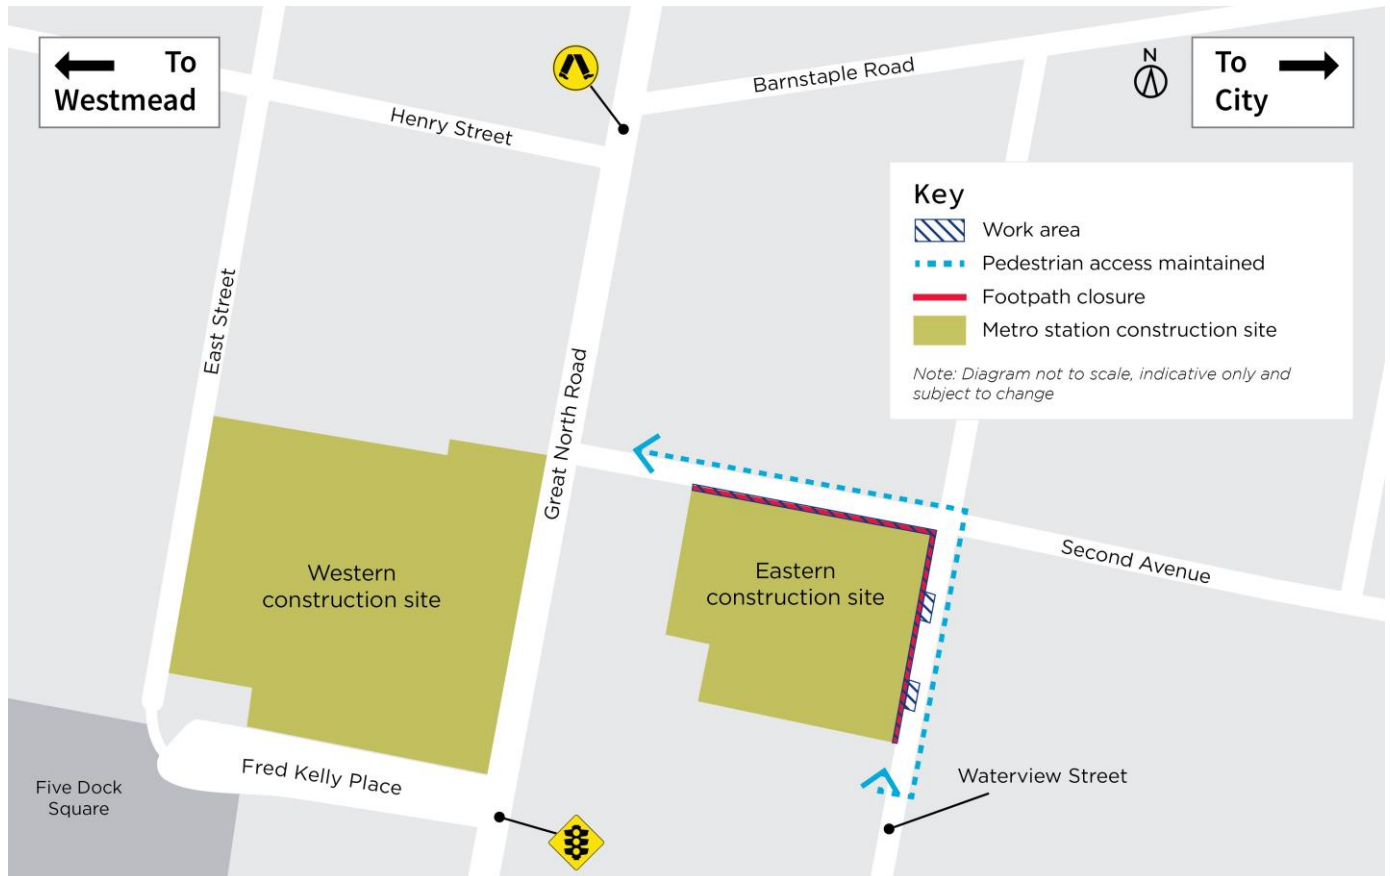 To
Westmead
Barnstaple Road
N
To
City
Henry Street
Key
Work area
Pedestrian access maintained
Footpath closure
Metro station construction site
Note: Diagram not to scale, indicative only and
subject to change
East Street
Great North Road
Second Avenue
Western
construction site
Eastern
construction site
Fred Kelly Place
Waterview Street
Five Dock
Square